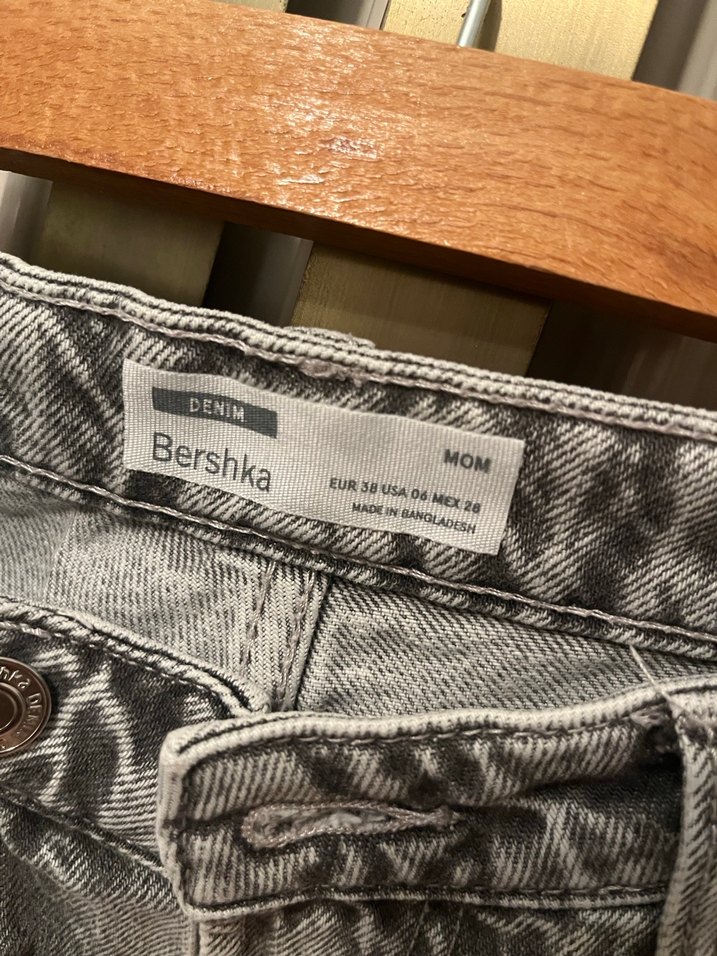 DENIM
Bershka
MOM
EUR 38 USA 06 MEX 28
MADE IN BANGLADESH